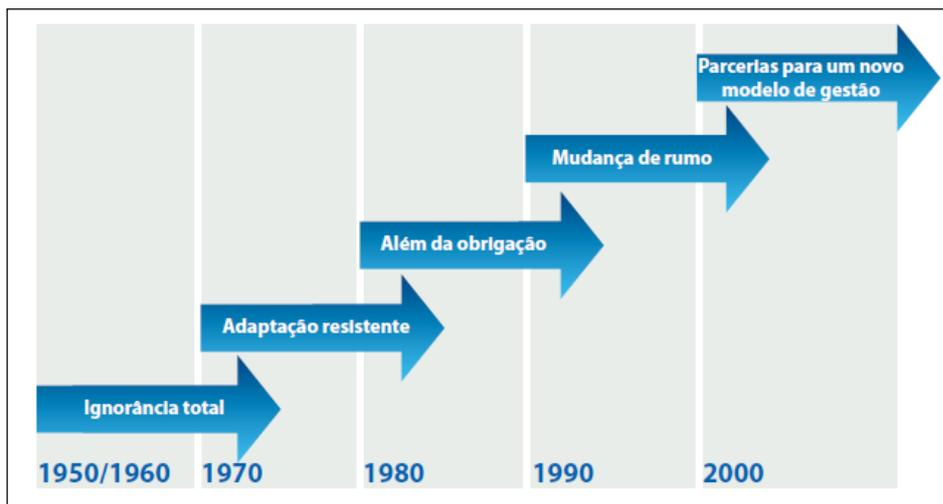 Parcerias para um novo
modelo de gestão
Mudança de rumo
Além da obrigação
Adaptação resistente
Ignorância total
1950/1960
1970
1980
1990
2000